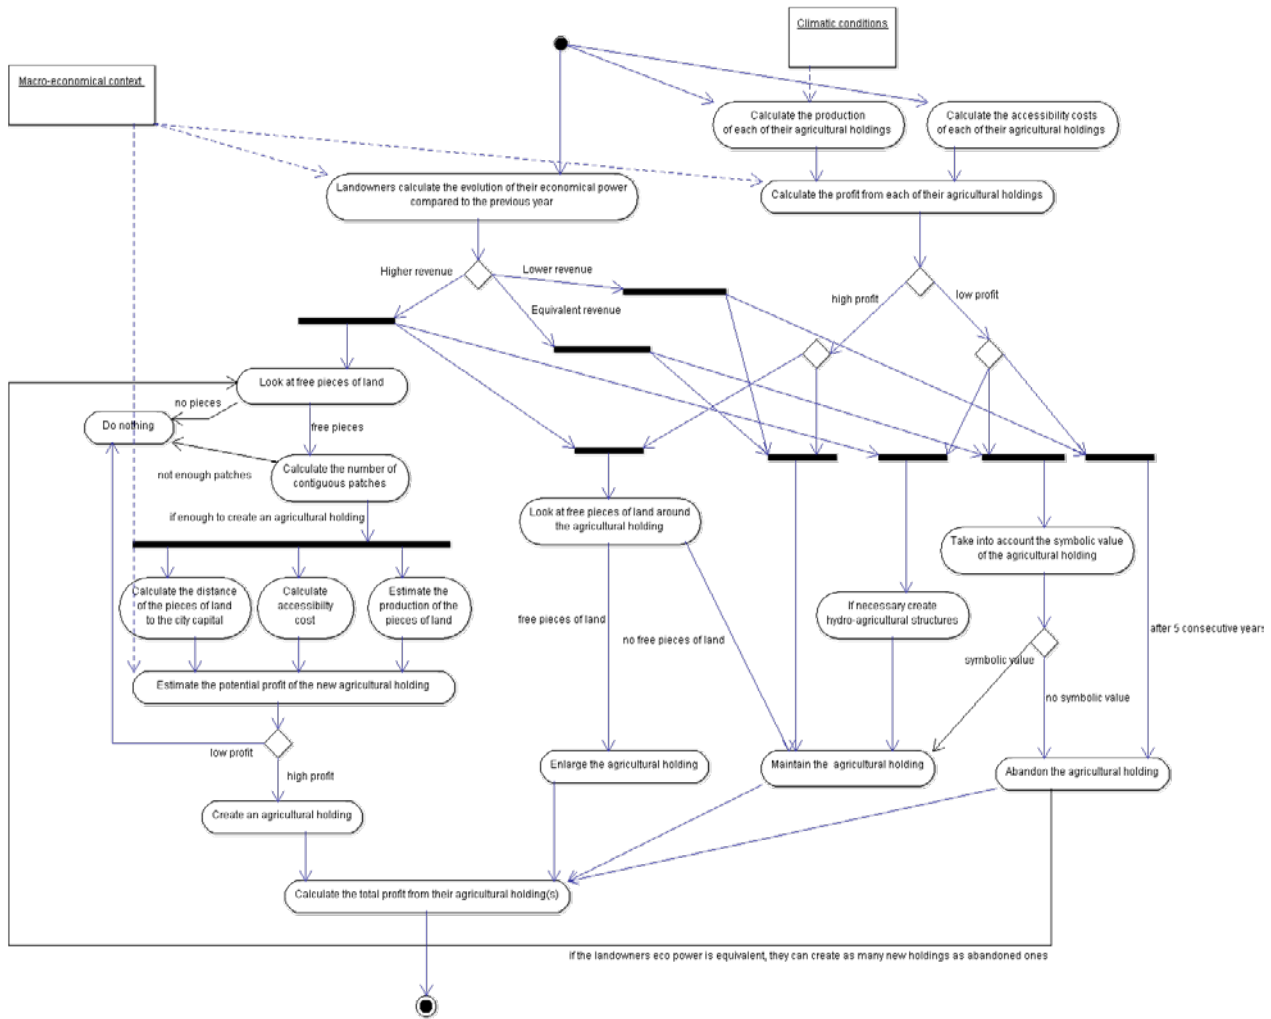 Climatic conditions
Macro-economical context
Calculate the production
of each of their agricultural holdings
Calculate the accessibility costs
of each of their agricultural holdings
Landowners calculate the evolution of their economical power
compared to the previous year
Calculate the profit from each of their agricultural holdings
Higher revenue
Lower revenue
Equivalent revenue
high profit
low profit
Look at free pieces of land
no pieces
Do nothing
free pieces
not enough patches
Calculate the number of
contiguous patches
if enough to create an agricultural holding
Look at free pieces of land around
the agricultural holding
Take into account the symbolic value
of the agricultural holding
Calculate the distance
of the pieces of land
to the city capital
Calculate
accessibilty
cost
Estimate the
production of the
pieces of land
If necessary create
hydro-agricultural structures
free pieces of land
no free pieces of land
after 5 consecutive years
symbolic value
no symbolic value
Estimate the potential profit of the new agricultural holding
low profit
high profit
Enlarge the agricultural holding
Maintain the agricultural holding
Abandon the agricultural holding
Create an agricultural holding
Calculate the total profit from their agricultural holding(s)
if the landowners eco power is equivalent, they can create as many new holdings as abandoned ones